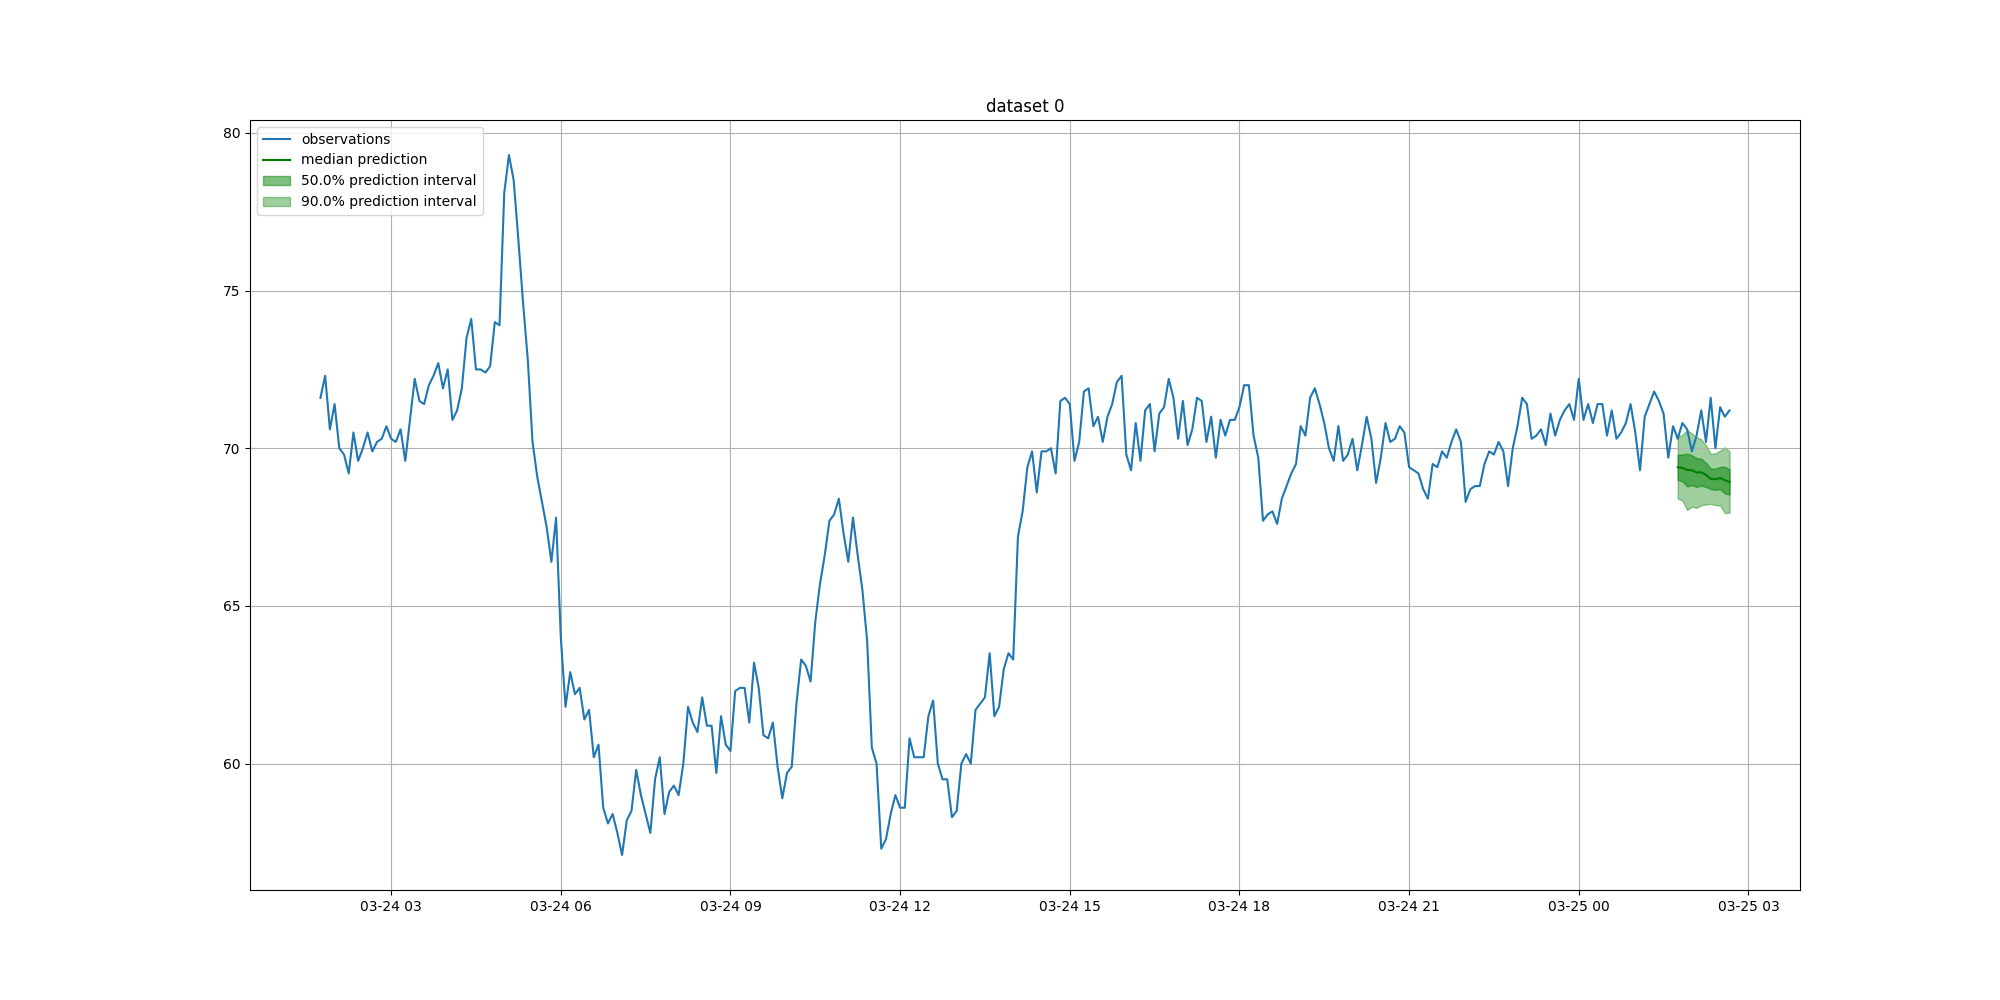 dataset 0
observations
median prediction
50.0% prediction interval
90.0% prediction interval
80
75
70
65
60
03-24 03
03-24 06
03-24 09
03-24 12
03-24 15
03-24 18
03-24 21
03-25 00
03-25 03